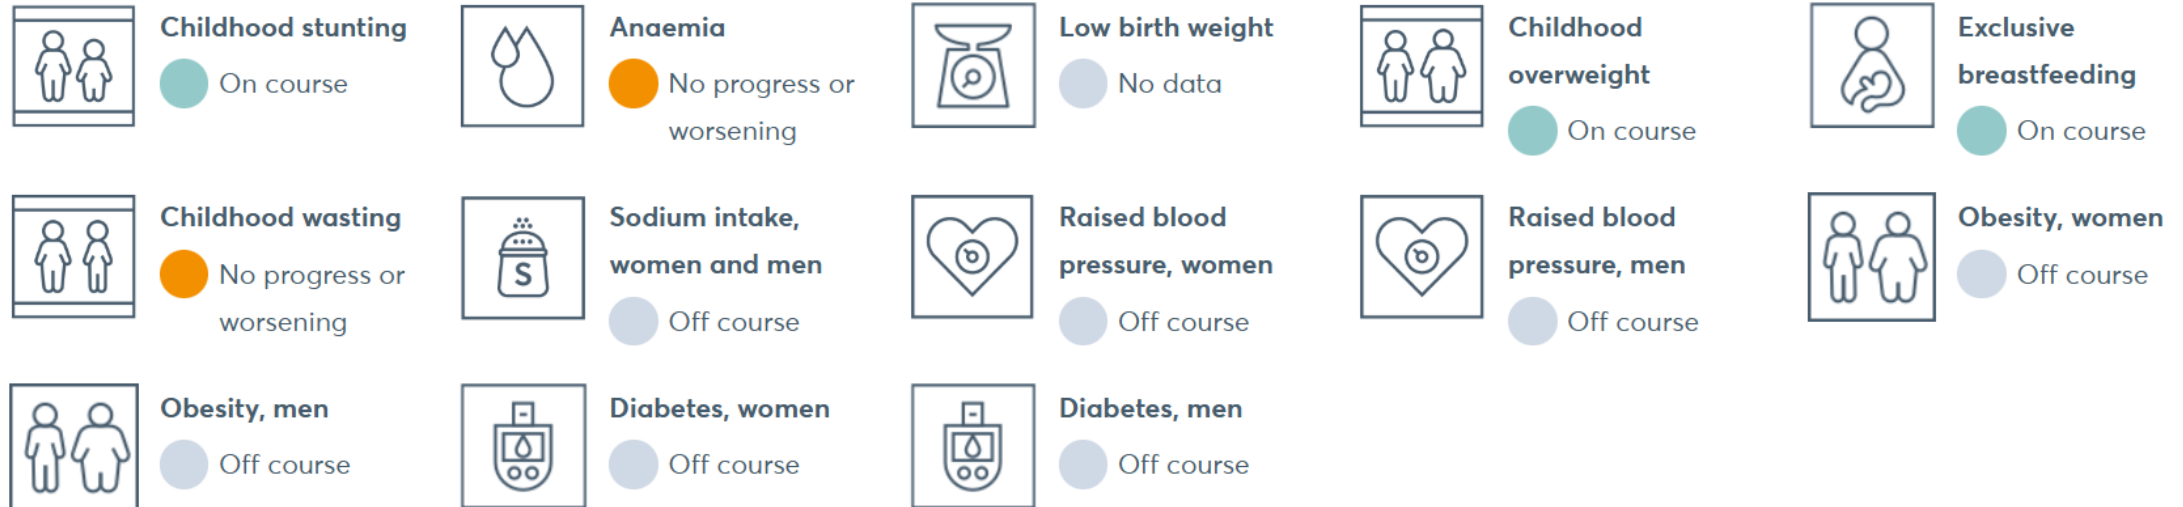 Childhood stunting
On course
Anaemia
No progress or
worsening
Low birth weight
No data
Childhood
overweight
On course
Exclusive
breastfeeding
On course
Childhood wasting
No progress or
worsening
Sodium intake,
women and men
S
Off course
Raised blood
pressure, women
Off course
Raised blood
pressure, men
Off course
Obesity, women
Off course
Obesity, men
Off course
Diabetes, women
Off course
Diabetes, men
Off course